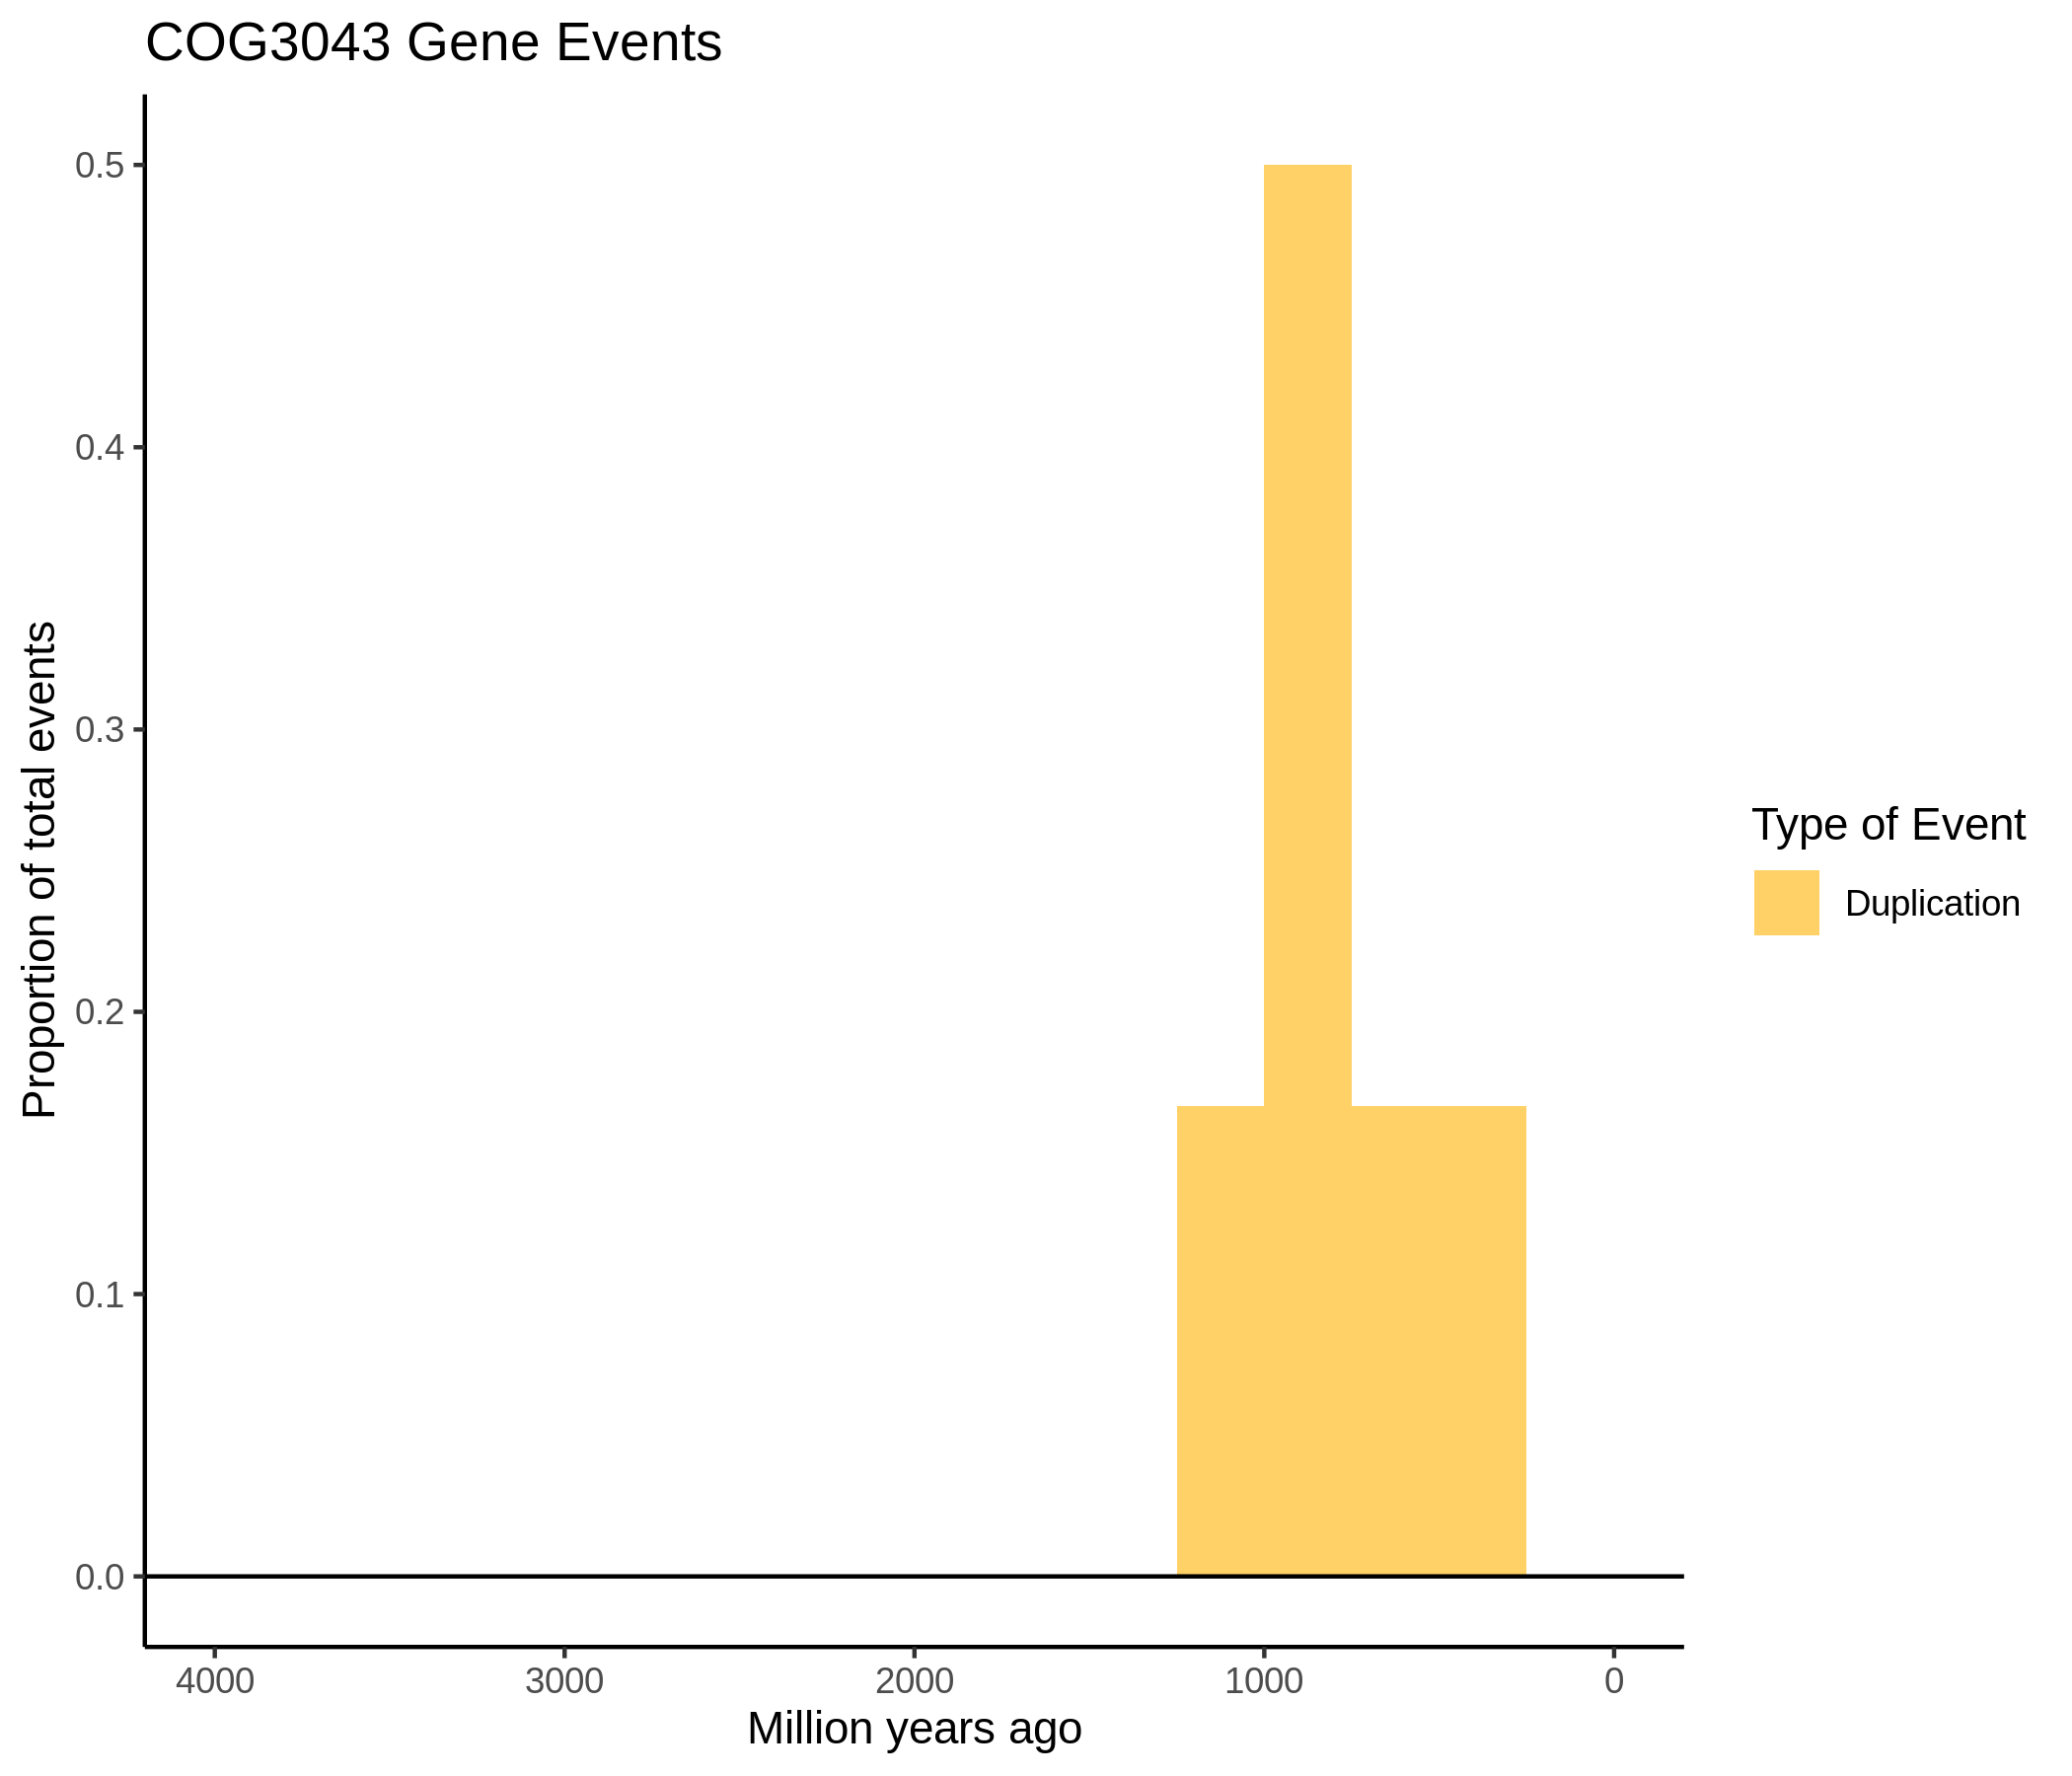 COG3043 Gene Events
Proportion of total events
0.5
0.4
0.3
0.2
0.1
0.0
4000 3000 2000 1000 0
Million years ago
Type of Event
Duplication